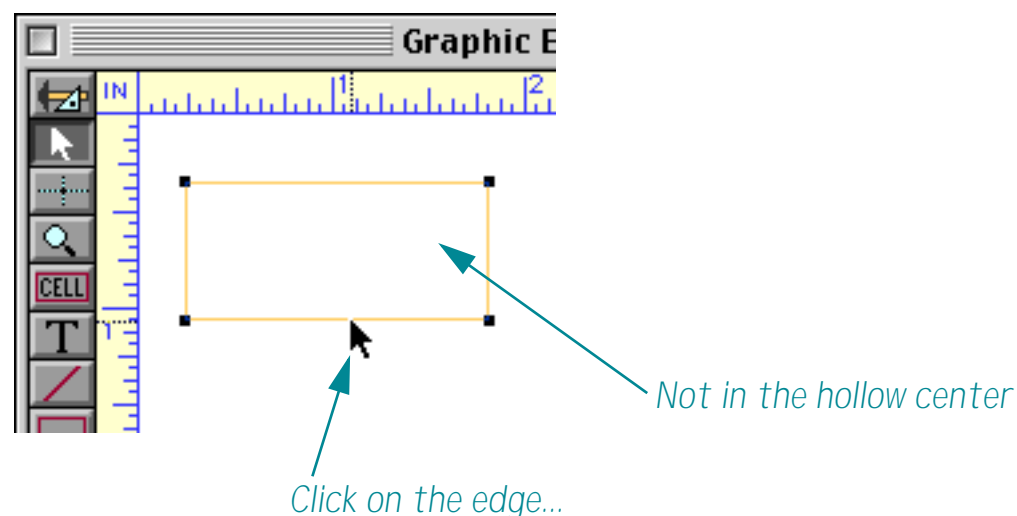 Graphic E
IN
1
2
CELL
T
1
Not in the hollow center
Click on the edge...